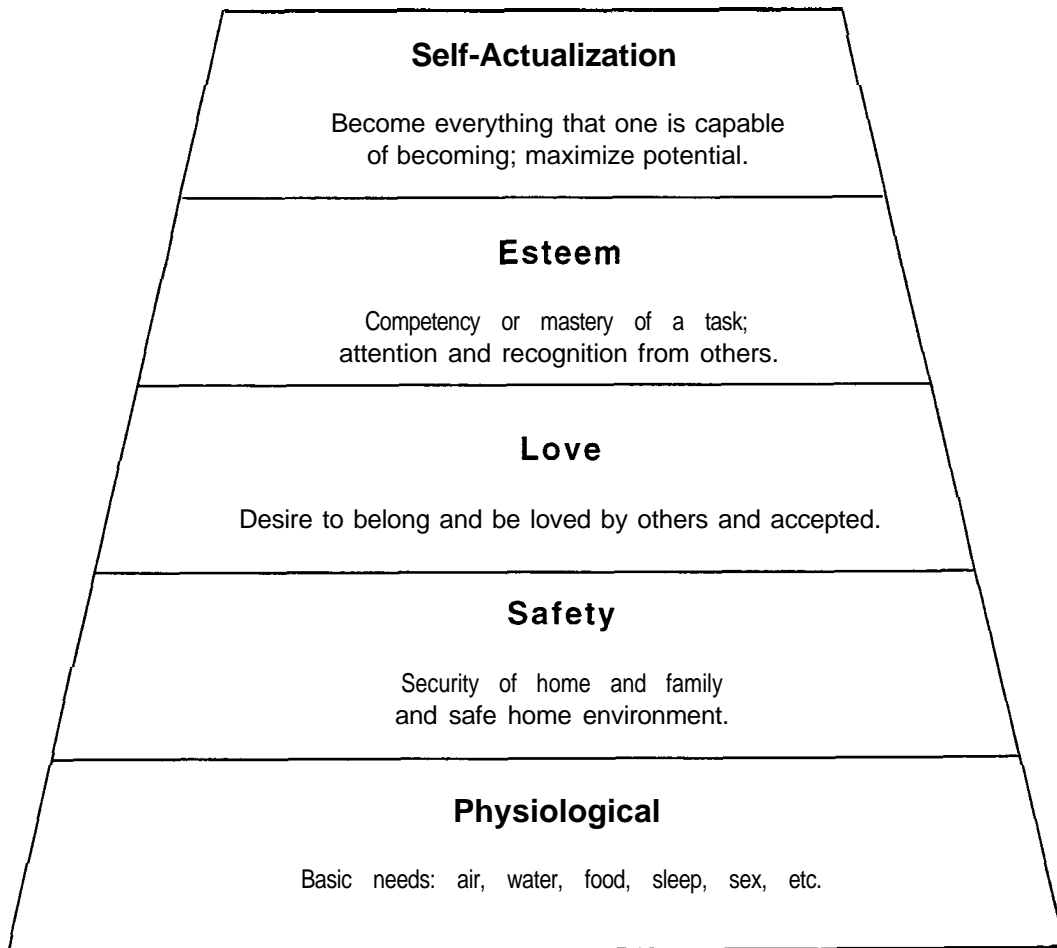 Self-Actualization
Become everything that one is capable
of becoming; maximize potential.
Esteem
Competency or mastery of a task;
attention and recognition from others.
Love
Desire to belong and be loved by others and accepted.
Safety
Security of home and family
and safe home environment.
Physiological
Basic needs: air, water, food, sleep, sex, etc.